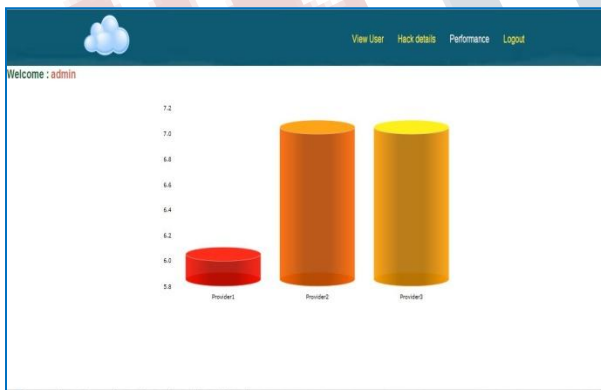 View User Hack details Performance Logout
Welcome : admin
7.2
7.0
6.8
6.6
6.4
6.2
6.0
5.8
Provider1 Provider2 Provider3